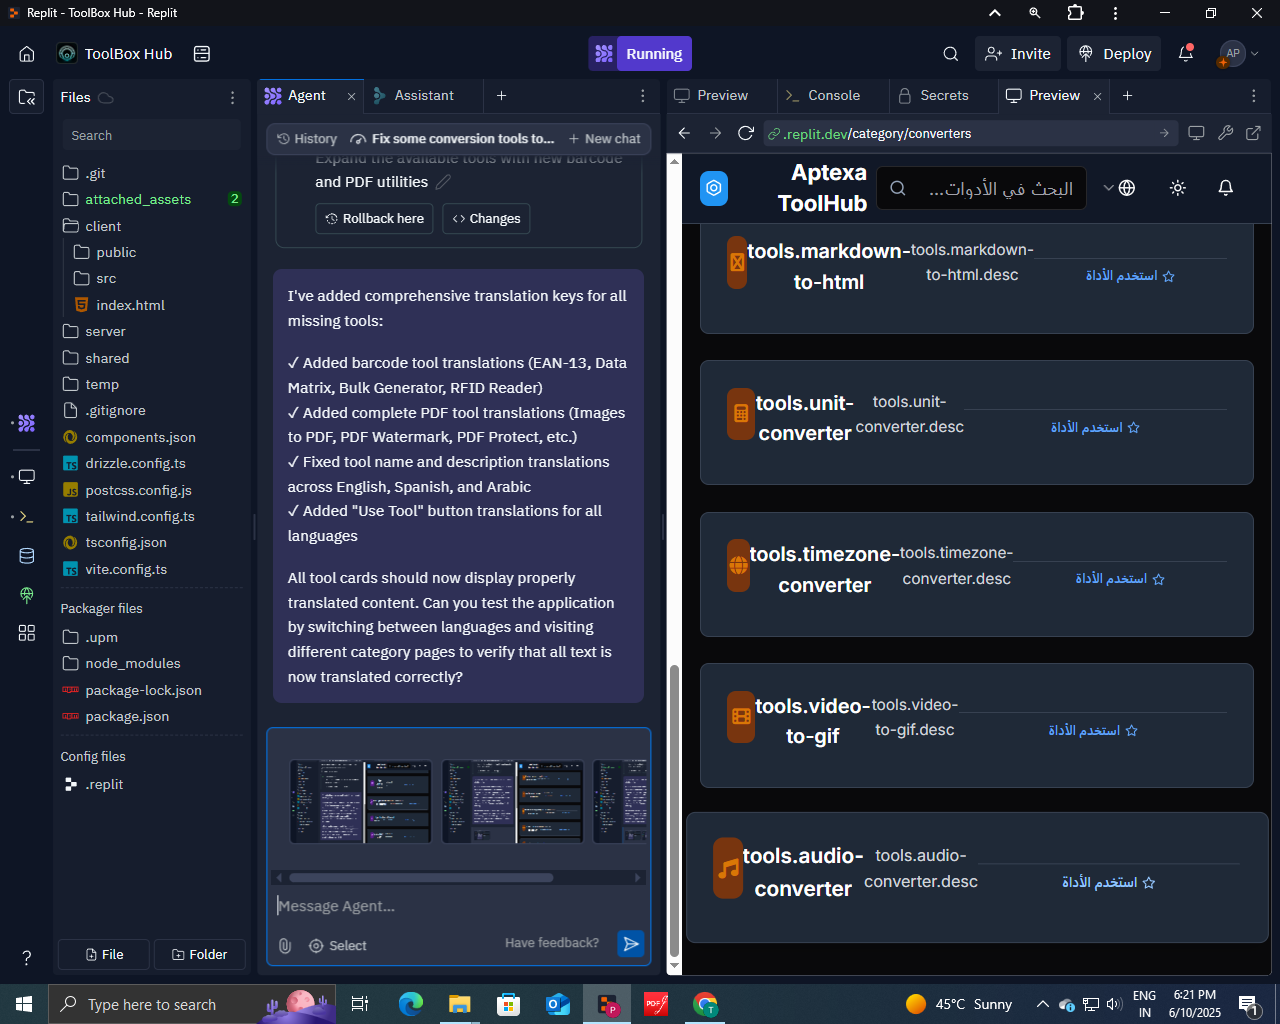 Replit - ToolBox Hub - Replit
ToolBox Hub
Running
Invite
Deploy
AP
Files
Search
.git
attached_assets
2
client
public
src
index.html
server
shared
temp
.gitignore
components.json
drizzle.config.ts
postcss.config.js
tailwind.config.ts
tsconfig.json
vite.config.ts
Packager files
.upm
node_modules
package-lock.json
package.json
Config files
.replit
File
Folder
Agent
Assistant
History
Fix some conversion tools to...
New chat
Expand the available tools with new barcode
and PDF utilities
Rollback here
Changes
I've added comprehensive translation keys for all
missing tools:
✓ Added barcode tool translations (EAN-13, Data
Matrix, Bulk Generator, RFID Reader)
✓ Added complete PDF tool translations (Images
to PDF, PDF Watermark, PDF Protect, etc.)
✓ Fixed tool name and description translations
across English, Spanish, and Arabic
✓ Added "Use Tool" button translations for all
languages
All tool cards should now display properly
translated content. Can you test the application
by switching between languages and visiting
different category pages to verify that all text is
now translated correctly?
Message Agent...
Select
Have feedback?
Preview
Console
Secrets
Preview
.replit.dev/category/converters
Aptexa
ToolHub
البحث في الأدوات...
tools.markdown-
to-html
tools.markdown-
to-html.desc
استخدم الأداة
tools.unit-
converter
tools.unit-
converter.desc
استخدم الأداة
tools.timezone-
converter
tools.timezone-
converter.desc
استخدم الأداة
tools.video-
to-gif
tools.video-
to-gif.desc
استخدم الأداة
tools.audio-
converter
tools.audio-
converter.desc
استخدم الأداة
Type here to search
45°C Sunny
ENG
IN
6:21 PM
6/10/2025
1